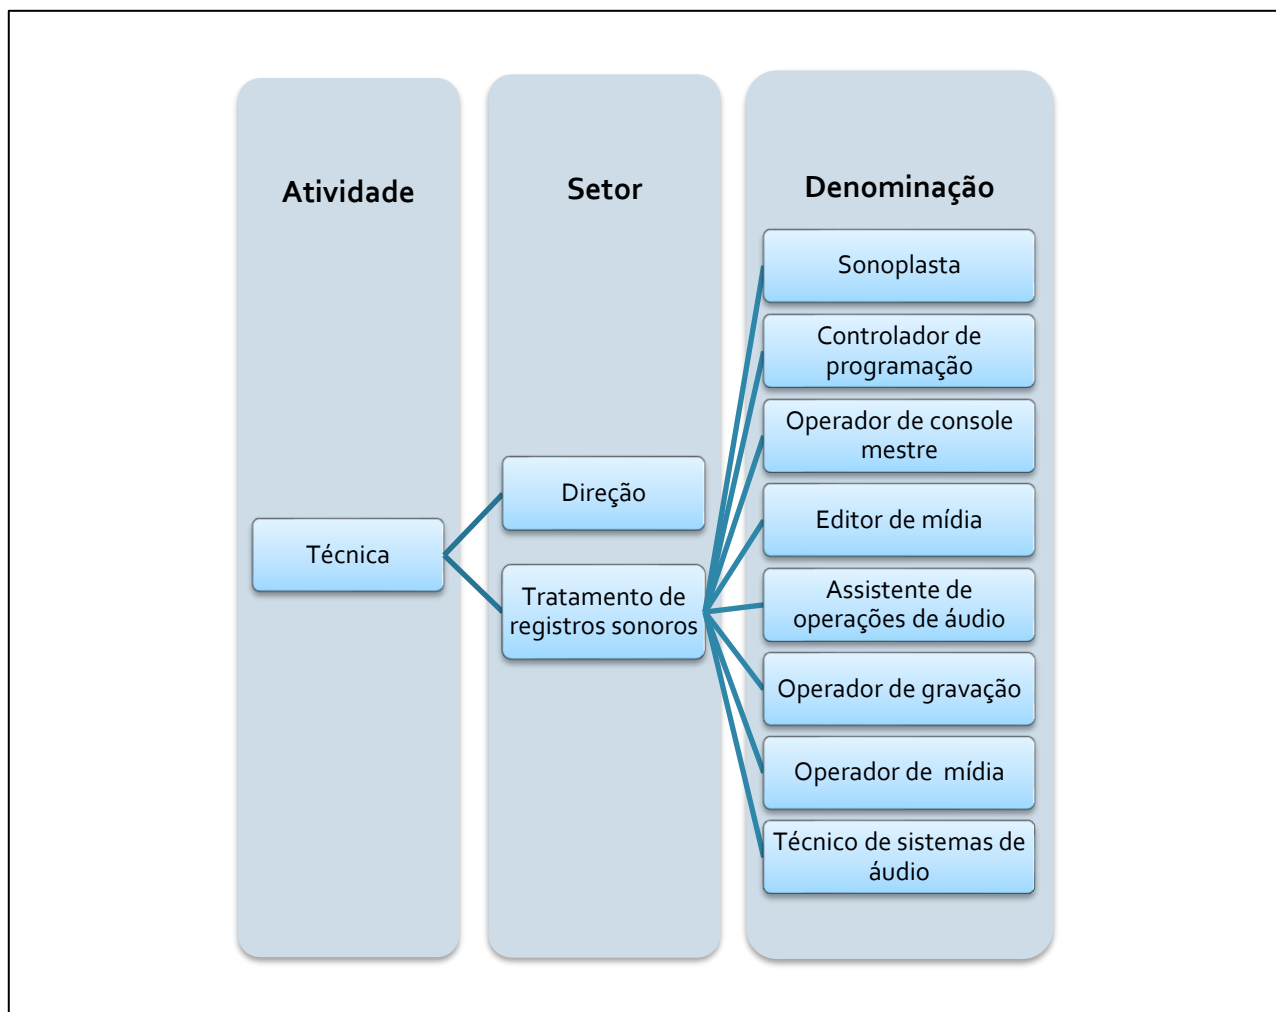 Atividade
Setor
Denominação
Técnica
Direção
Tratamento de
registros sonoros
Sonoplasta
Controlador de
programação
Operador de console
mestre
Editor de mídia
Assistente de
operações de áudio
Operador de gravação
Operador de  mídia
Técnico de sistemas de
áudio